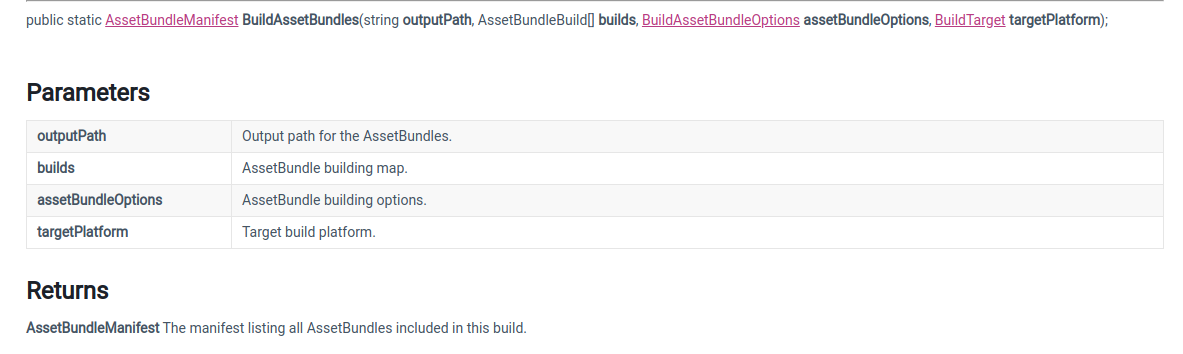 public static AssetBundleManifest BuildAssetBundles(string outputPath, AssetBundleBuild[] builds, BuildAssetBundleOptions assetBundleOptions, BuildTarget targetPlatform);
Parameters
outputPath Output path for the AssetBundles.
builds AssetBundle building map.
assetBundleOptions AssetBundle building options.
targetPlatform Target build platform.
Returns
AssetBundleManifest The manifest listing all AssetBundles included in this build.